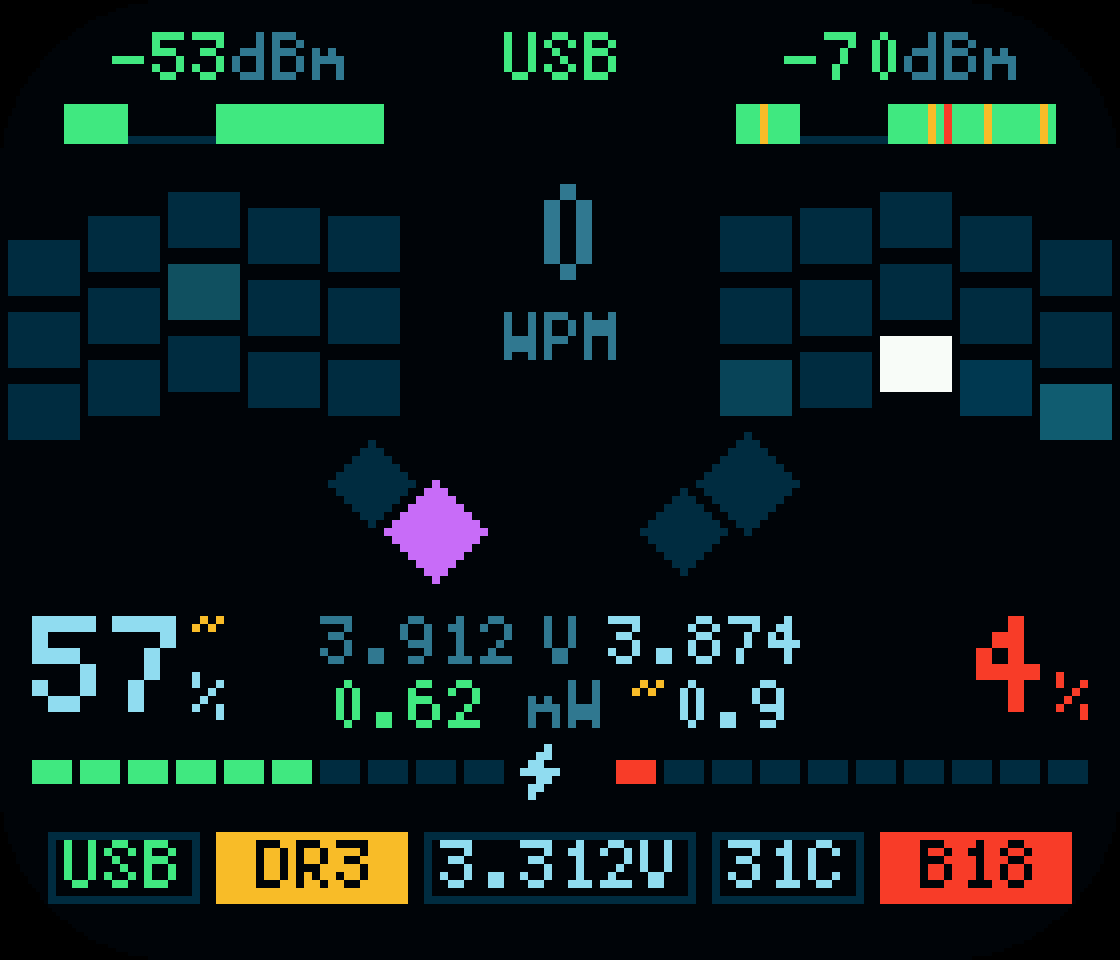 -53dBm USB -70dBm
0
WPM
57~% 3.912 V 3.874 4%
0.62 mW ~0.9
USB DR3 3.312V 31C B18